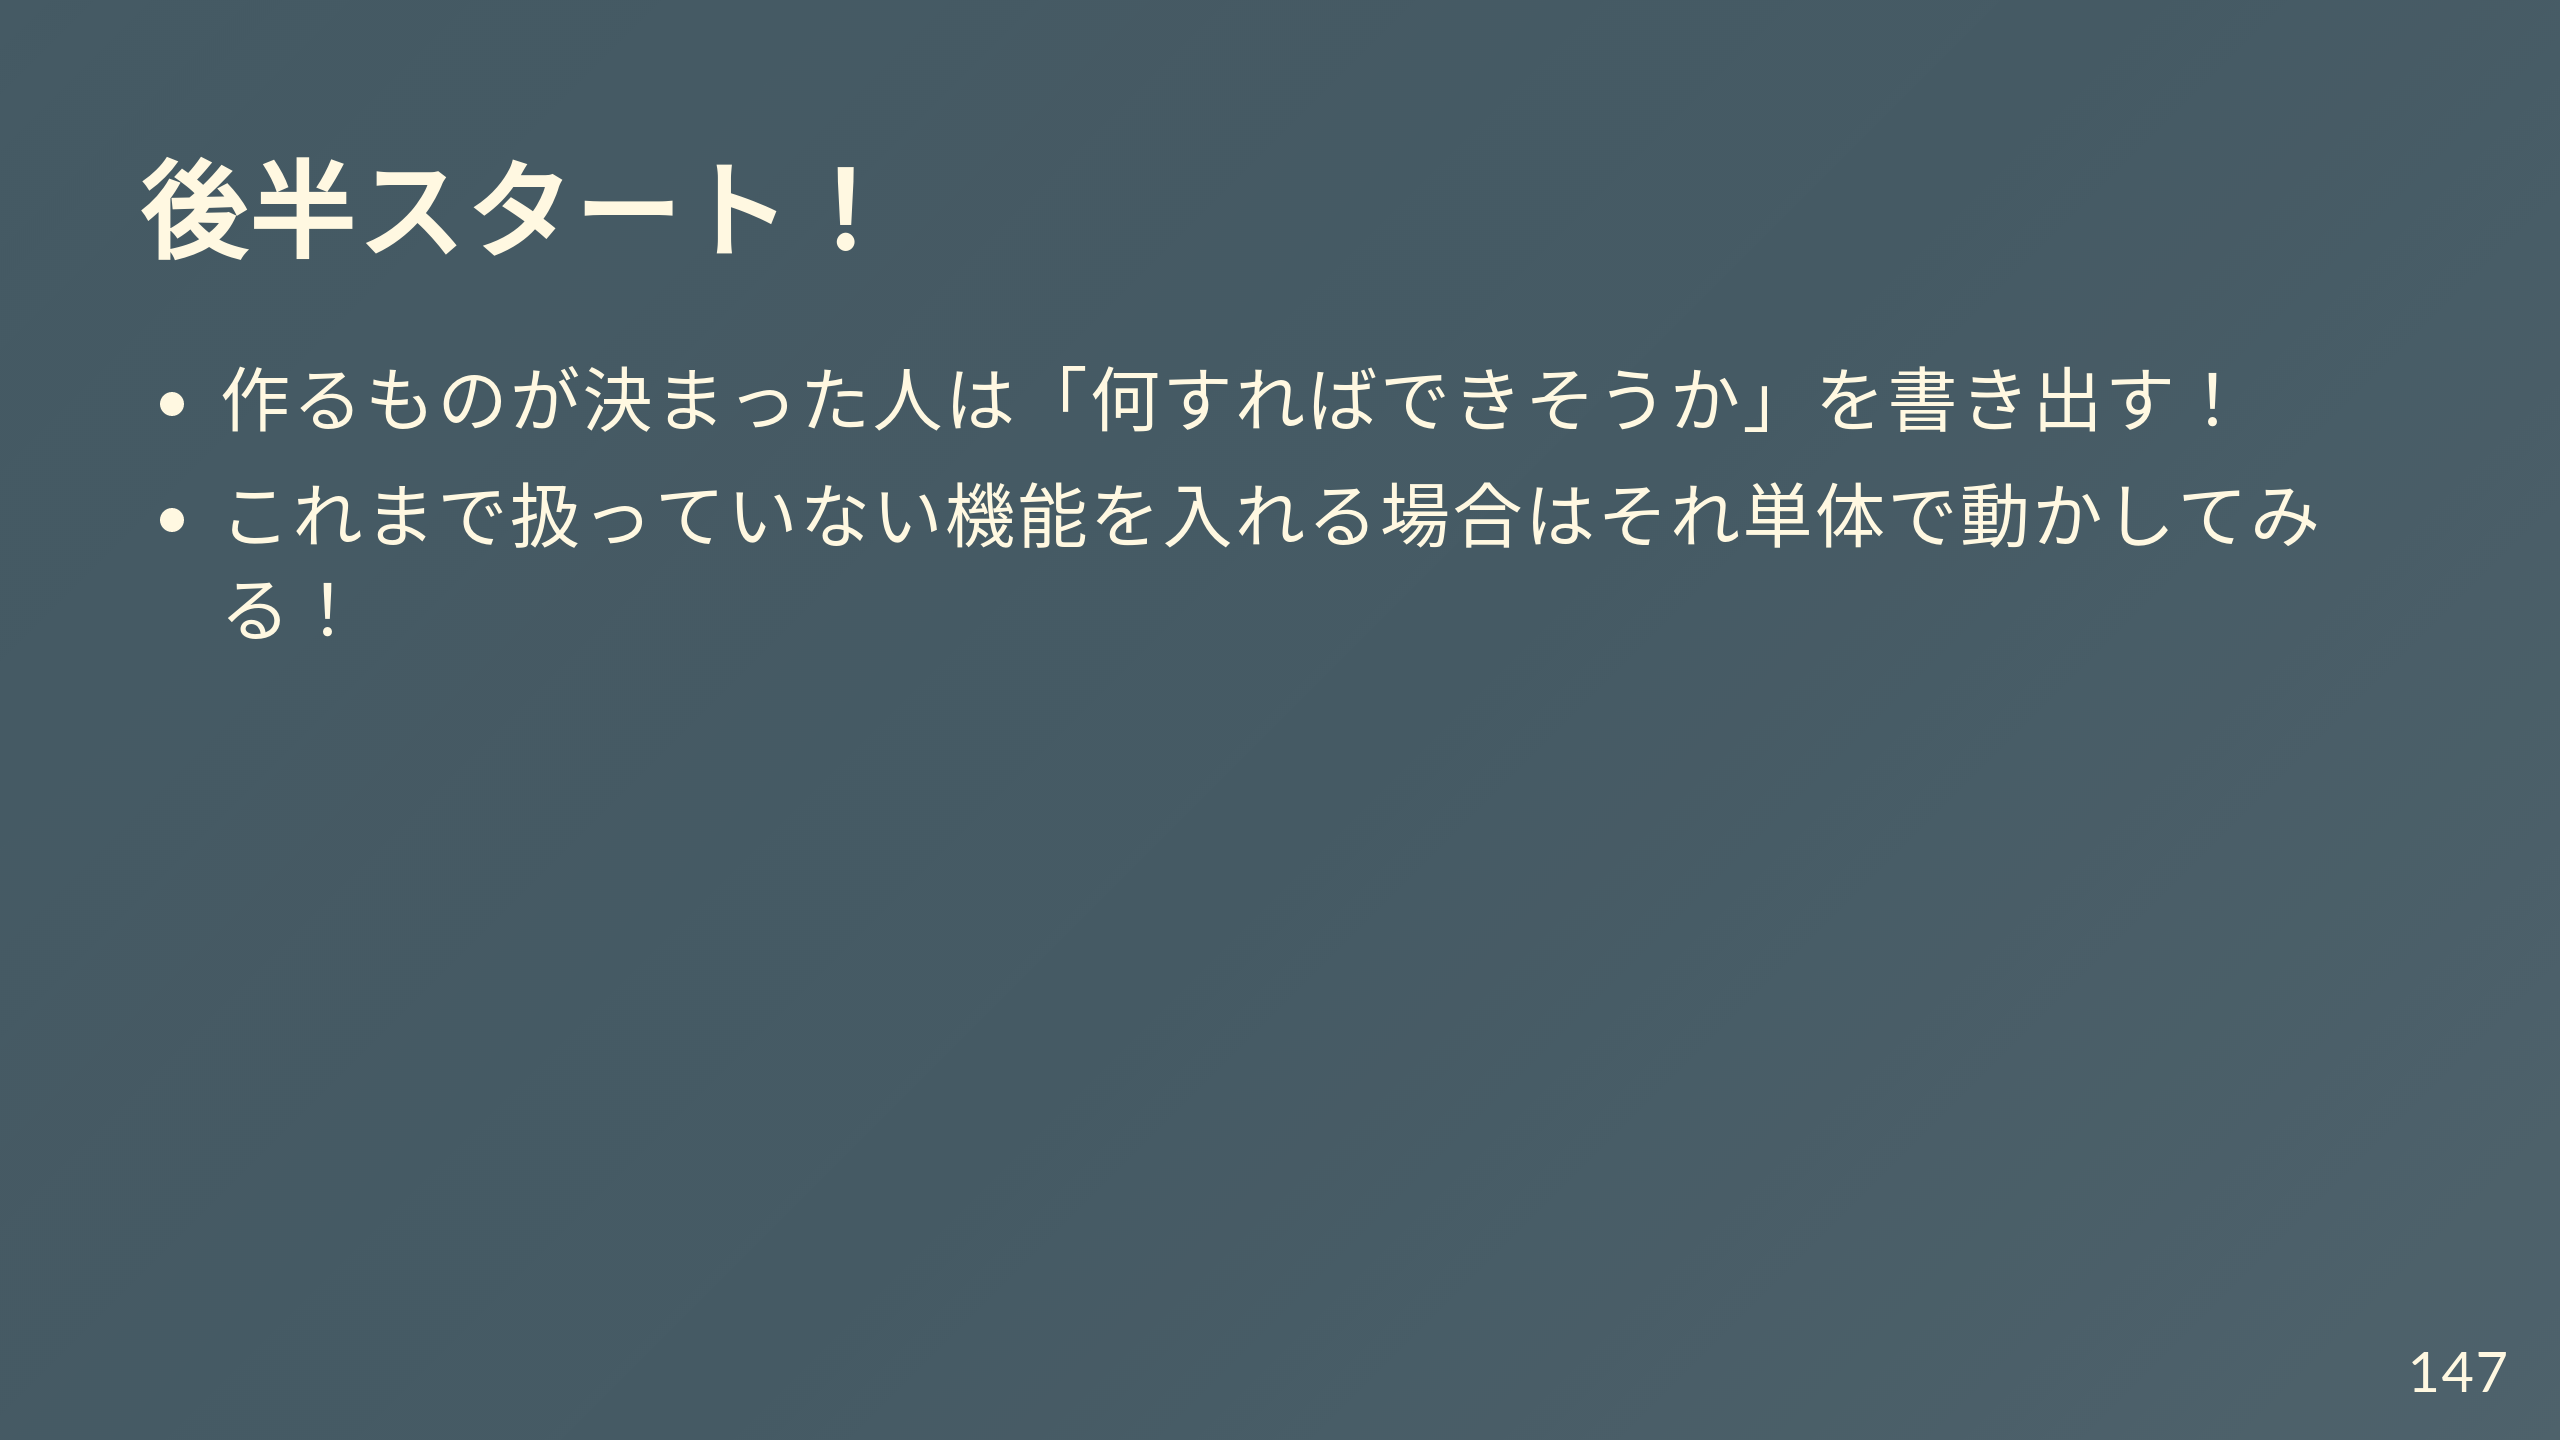 後半スタート！
• 作るものが決まった人は「何すればできそうか」を書き出す！
• これまで扱っていない機能を入れる場合はそれ単体で動かしてみ
る！
147